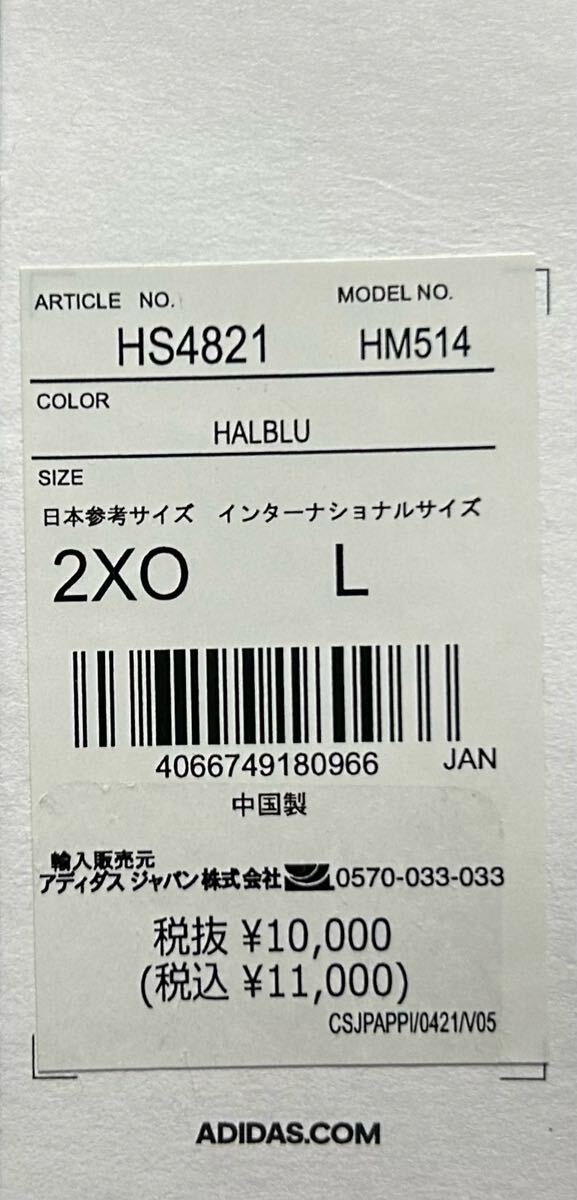 ARTICLE NO. MODEL NO.
HS4821 HM514
COLOR
HALBLU
SIZE
日本参考サイズ インターナショナルサイズ
2XO L
4066749180966 JAN
中国製
輸入販売元
アディダス ジャパン株式会社 0570-033-033
税抜 ¥10,000
(税込 ¥11,000)
CSJPAPPI/0421/V05
ADIDAS.COM